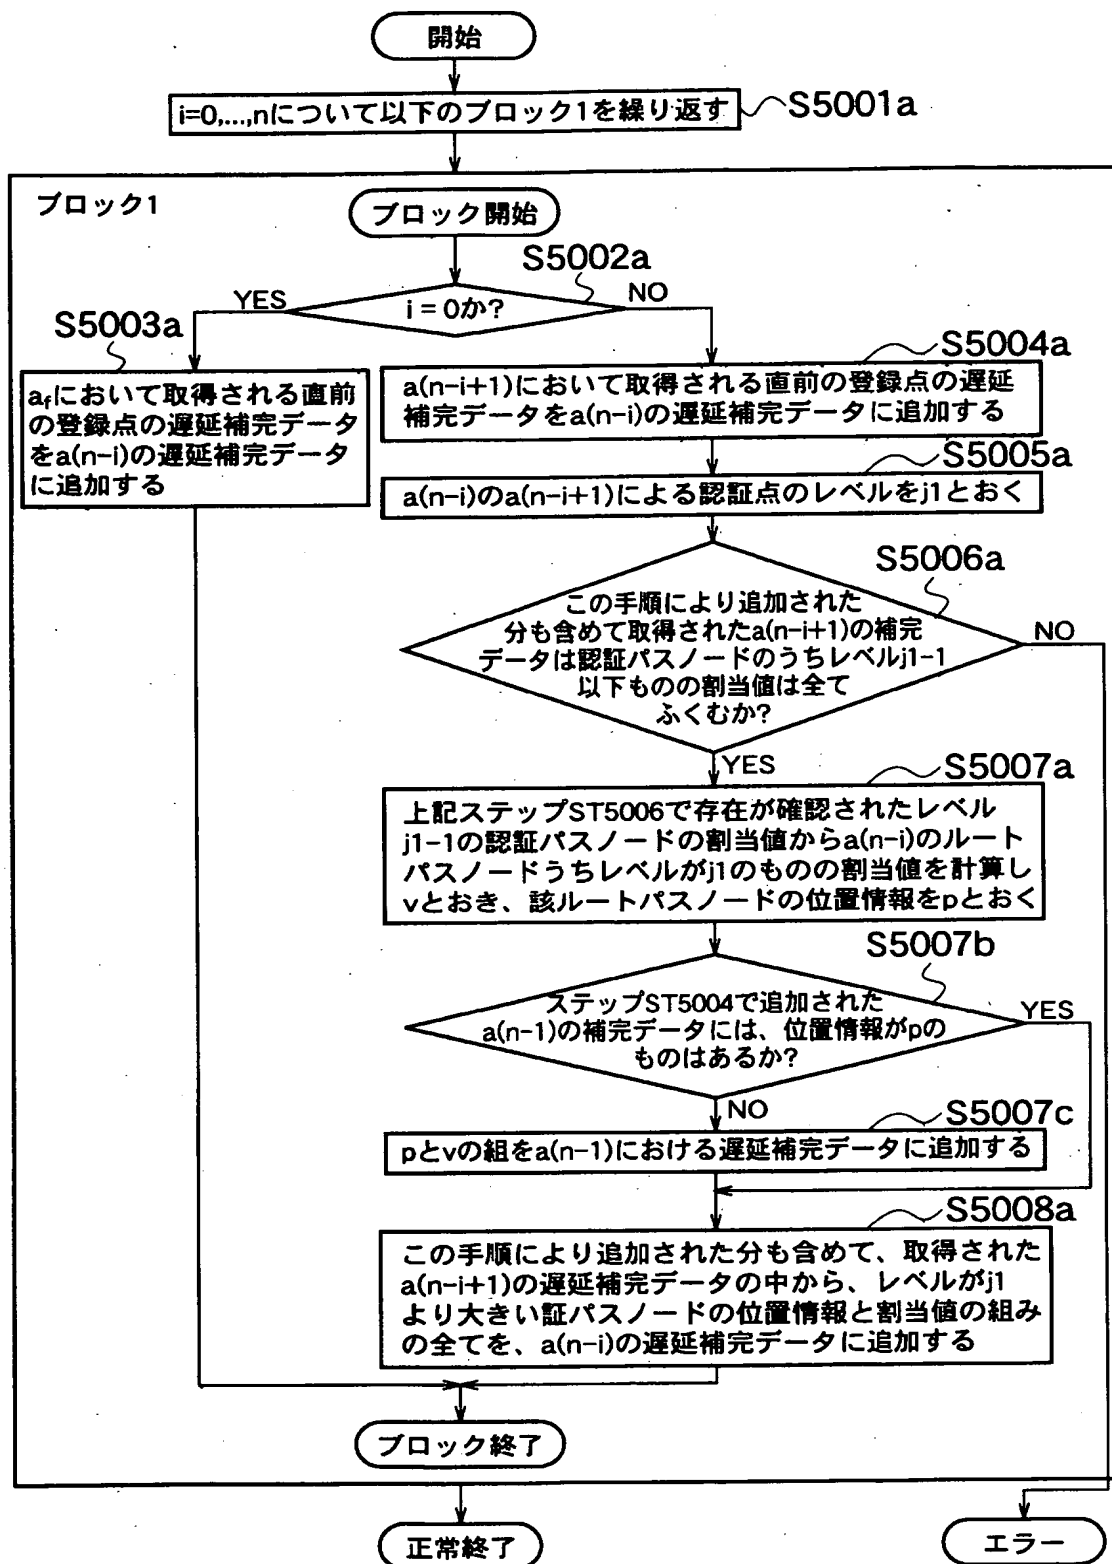 開始
i=0,...,nについて以下のブロック1を繰り返す
S5001a
ブロック1
ブロック開始
S5002a
i = 0か?
YES
NO
S5003a
afにおいて取得される直前
の登録点の遅延補完データ
をa(n-i)の遅延補完データ
に追加する
S5004a
a(n-i+1)において取得される直前の登録点の遅延
補完データをa(n-i)の遅延補完データに追加する
S5005a
a(n-i)のa(n-i+1)による認証点のレベルをj1とおく
S5006a
この手順により追加された
分も含めて取得されたa(n-i+1)の補完
データは認証パスノードのうちレベルj1-1
以下ものの割当値は全て
ふくむか?
NO
YES
S5007a
上記ステップST5006で存在が確認されたレベル
j1-1の認証パスノードの割当値からa(n-i)のルート
パスノードうちレベルがj1のものの割当値を計算し
vとおき、該ルートパスノードの位置情報をpとおく
S5007b
ステップST5004で追加された
a(n-1)の補完データには、位置情報がpの
ものはあるか?
YES
NO
S5007c
pとvの組をa(n-1)における遅延補完データに追加する
S5008a
この手順により追加された分も含めて、取得された
a(n-i+1)の遅延補完データの中から、レベルがj1
より大きい証パスノードの位置情報と割当値の組み
の全てを、a(n-i)の遅延補完データに追加する
ブロック終了
正常終了
エラー